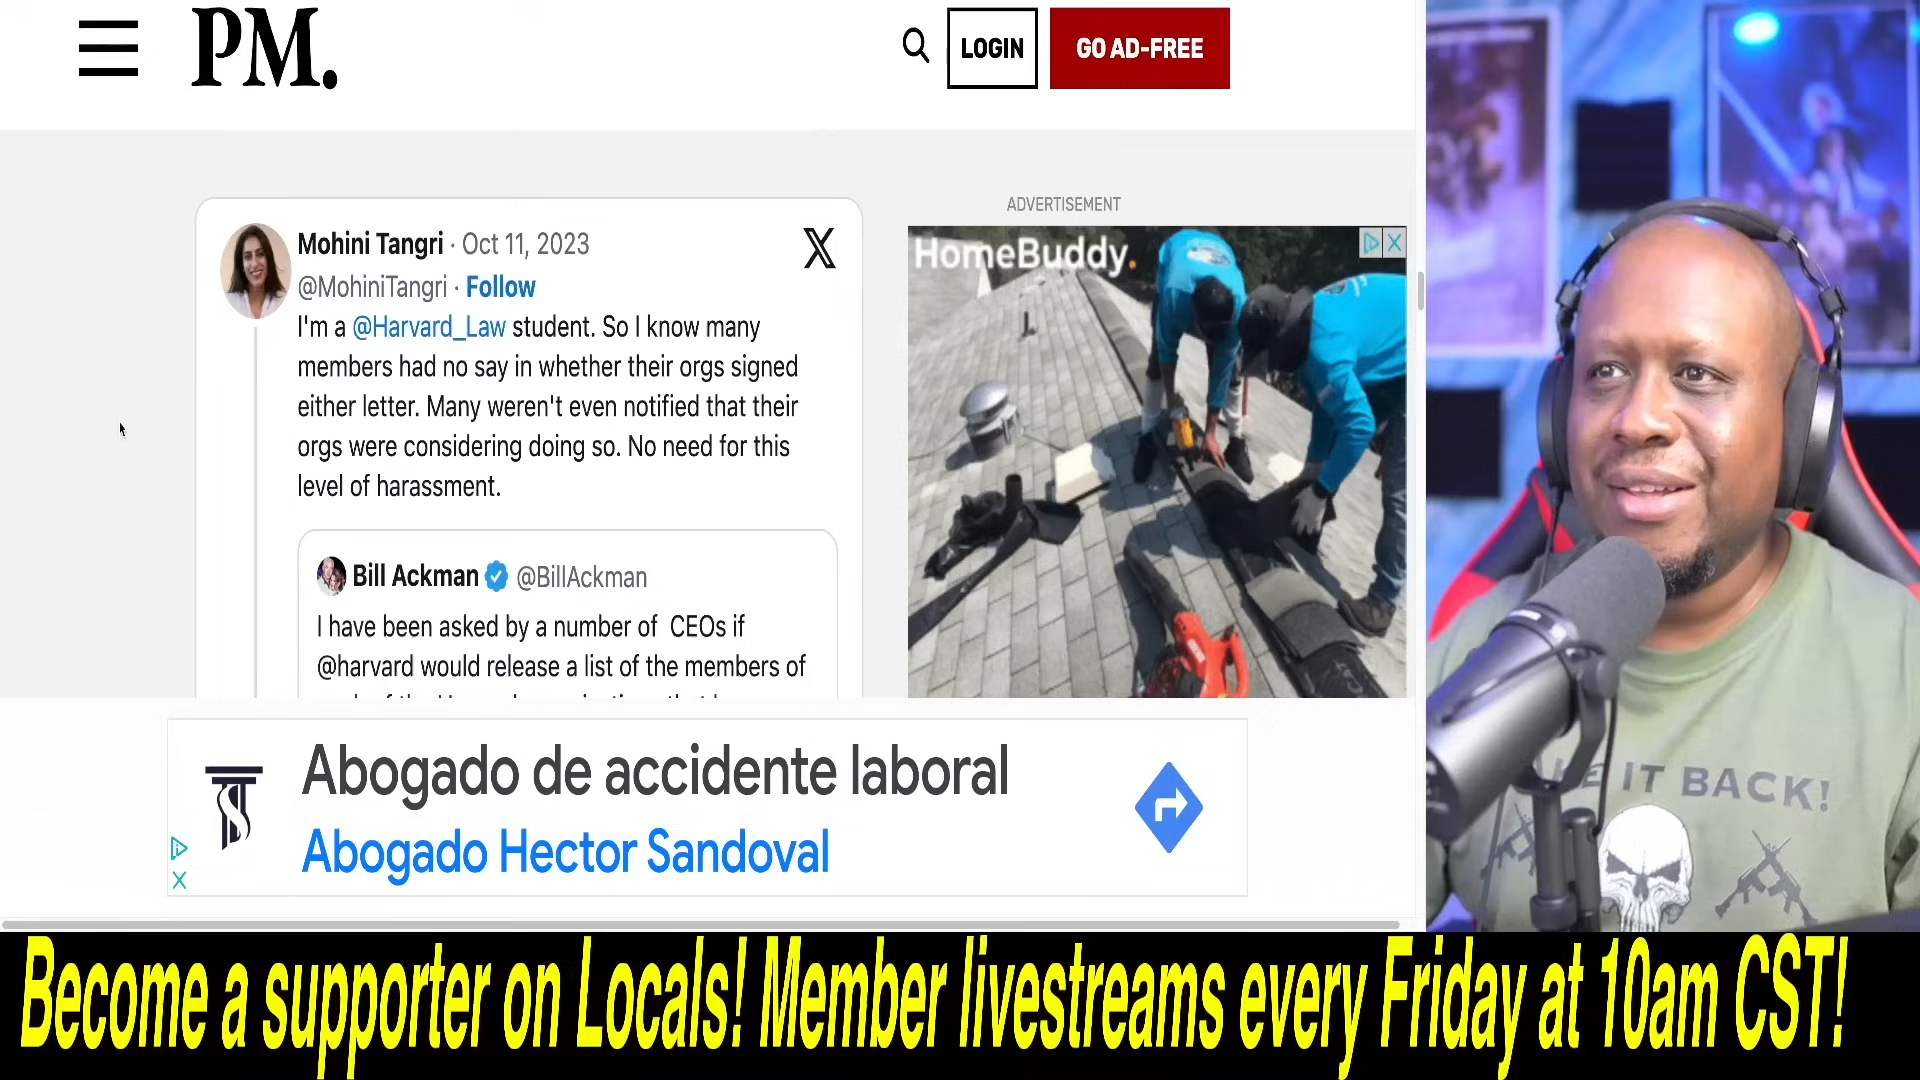 PM.
LOGIN
GO AD-FREE
Mohini Tangri · Oct 11, 2023
@MohiniTangri · Follow
I'm a @Harvard_Law student. So I know many
members had no say in whether their orgs signed
either letter. Many weren't even notified that their
orgs were considering doing so. No need for this
level of harassment.
Bill Ackman @BillAckman
I have been asked by a number of CEOs if
@harvard would release a list of the members of
ADVERTISEMENT
HomeBuddy.
Abogado de accidente laboral
Abogado Hector Sandoval
IT BACK!
Become a supporter on Locals! Member livestreams every Friday at 10am CST!